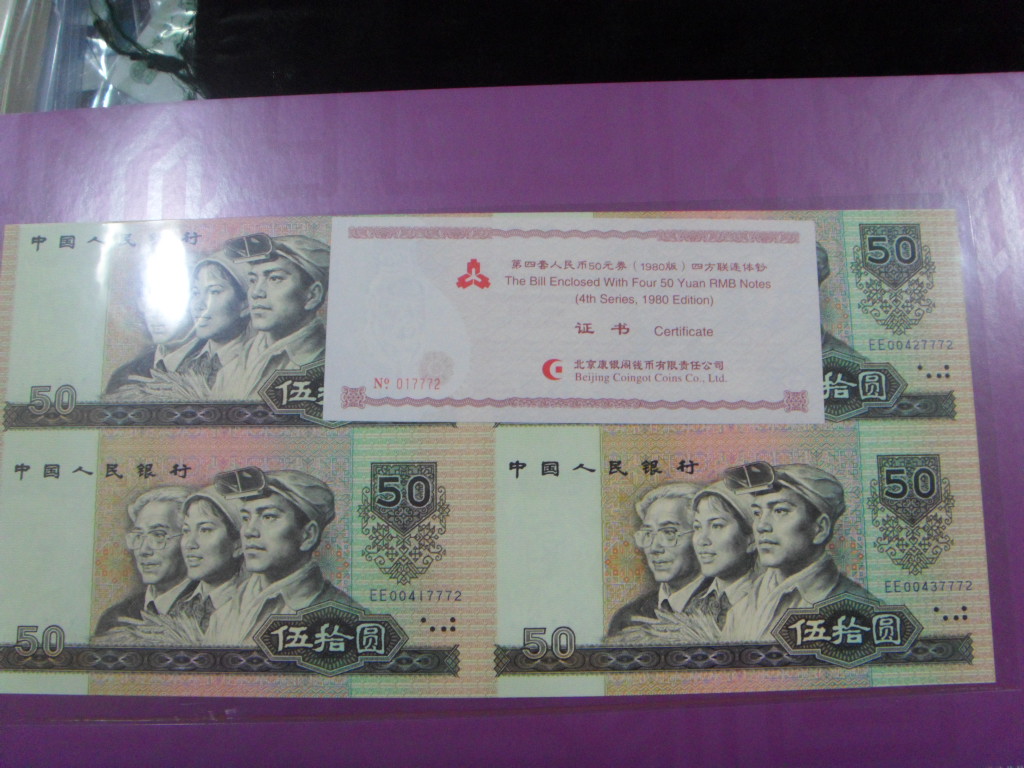 中国人民银行
50
伍
第四套人民币50元券（1980版）四方联连体钞
The Bill Enclosed With Four 50 Yuan RMB Notes
(4th Series, 1980 Edition)
证书 Certificate
北京康银阁钱币有限责任公司
Beijing Coingot Coins Co., Ltd.
Nº 017772
50
EE00427772
拾圆
中国人民银行
50
EE00417772
50
伍拾圆
中国人民银行
50
EE00437772
50
伍拾圆